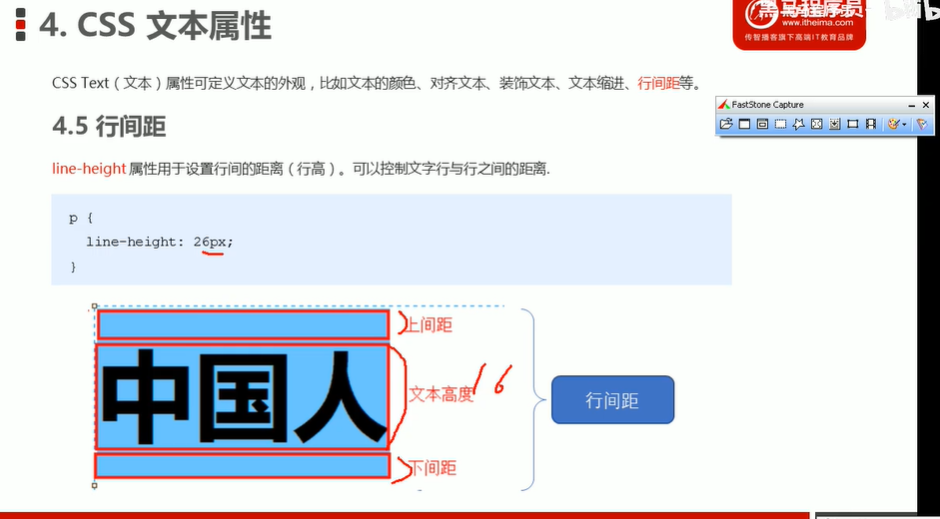 4. CSS 文本属性
黑马程序员
www.itheima.com
传智播客旗下高端IT教育品牌
CSS Text（文本）属性可定义文本的外观，比如文本的颜色、对齐文本、装饰文本、文本缩进、行间距等。
FastStone Capture
4.5 行间距
line-height 属性用于设置行间的距离（行高）。可以控制文字行与行之间的距离.
p {
line-height: 26px;
}
上间距
中国人
文本高度 16
行间距
下间距